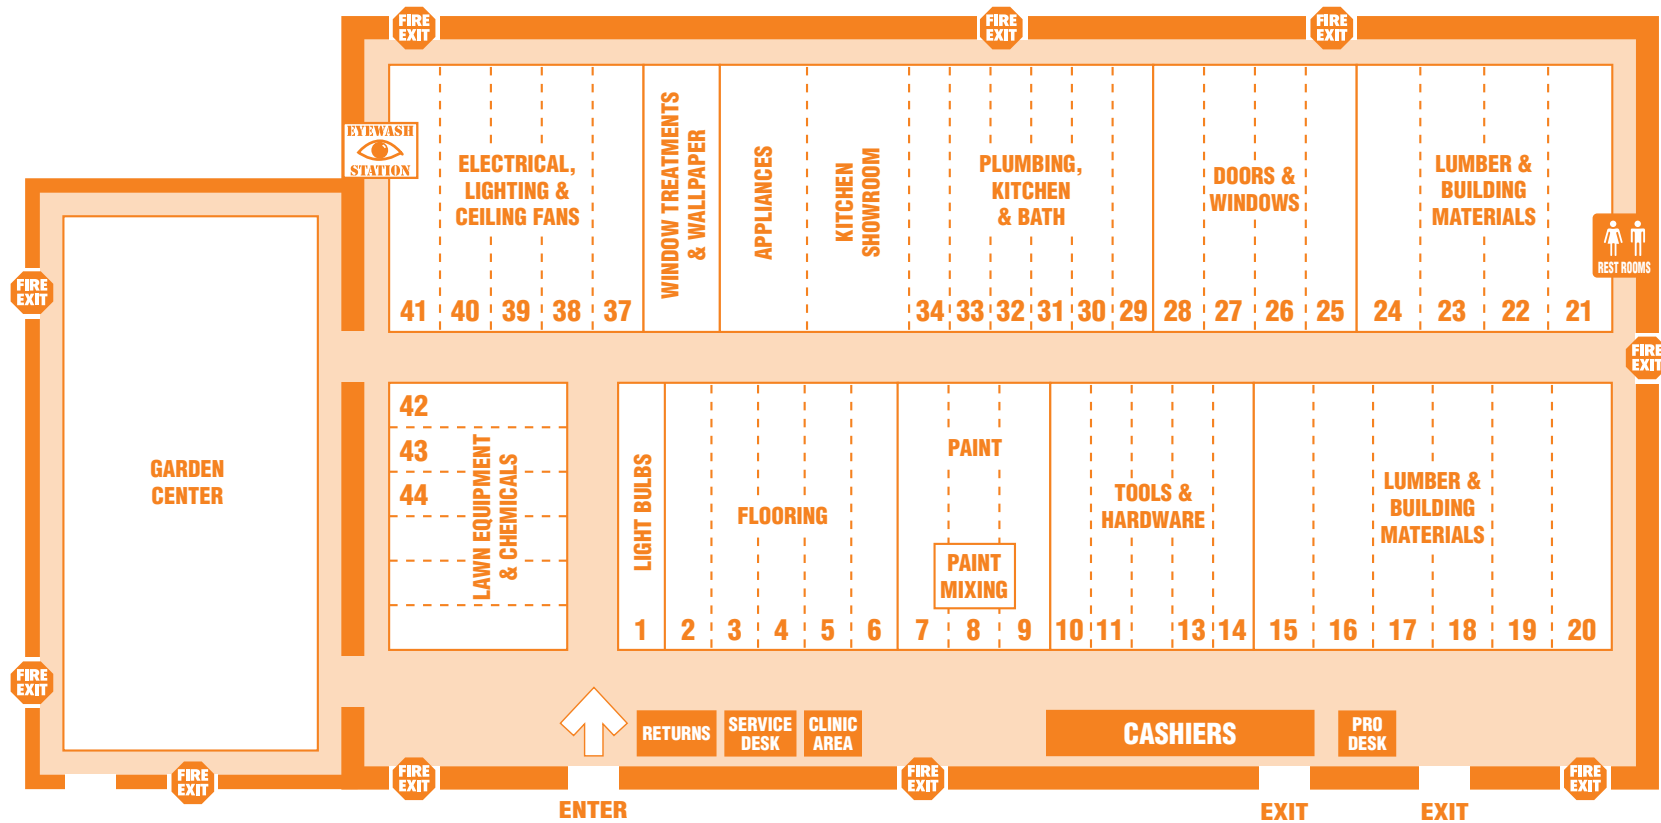 FIRE
EXIT
FIRE
EXIT
FIRE
EXIT
EYEWASH
STATION
ELECTRICAL,
LIGHTING &
CEILING FANS
WINDOW TREATMENTS
& WALLPAPER
APPLIANCES
KITCHEN
SHOWROOM
PLUMBING,
KITCHEN
& BATH
DOORS &
WINDOWS
LUMBER &
BUILDING
MATERIALS
REST ROOMS
41 40 39 38 37 34 33 32 31 30 29 28 27 26 25 24 23 22 21
FIRE
EXIT
FIRE
EXIT
GARDEN
CENTER
42
43
44
LAWN EQUIPMENT
& CHEMICALS
LIGHT BULBS
FLOORING
PAINT
PAINT
MIXING
TOOLS &
HARDWARE
LUMBER &
BUILDING
MATERIALS
1 2 3 4 5 6 7 8 9 10 11 13 14 15 16 17 18 19 20
FIRE
EXIT
RETURNS
SERVICE
DESK
CLINIC
AREA
CASHIERS
PRO
DESK
FIRE
EXIT
FIRE
EXIT
FIRE
EXIT
FIRE
EXIT
ENTER
EXIT
EXIT